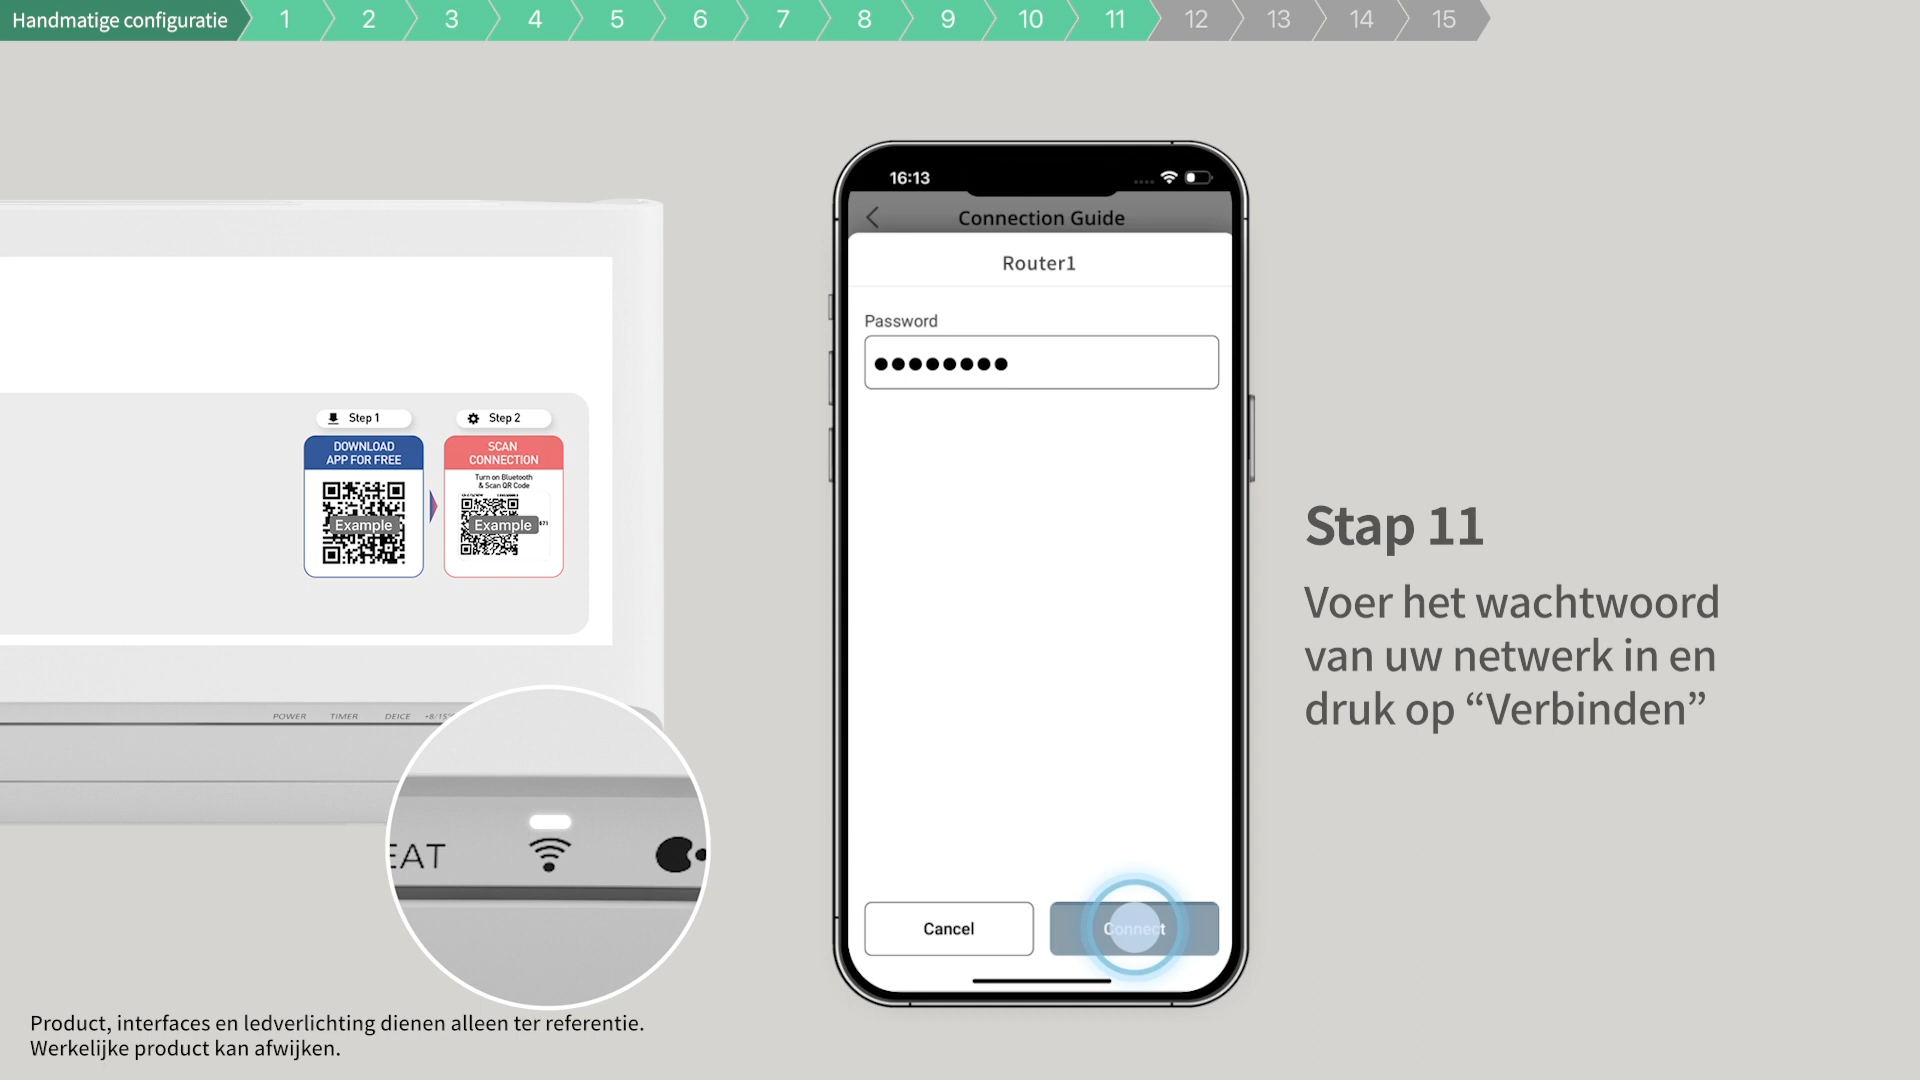 Handmatige configuratie 1 2 3 4 5 6 7 8 9 10 11 12 13 14 15
16:13
Connection Guide
Router1
Password
●●●●●●●●
Cancel
Connect
Step 1
Step 2
DOWNLOAD
APP FOR FREE
Example
SCAN
CONNECTION
Turn on Bluetooth
& Scan QR Code
Example
POWER TIMER DEICE
EAT
Stap 11
Voer het wachtwoord
van uw netwerk in en
druk op “Verbinden”
Product, interfaces en ledverlichting dienen alleen ter referentie.
Werkelijke product kan afwijken.